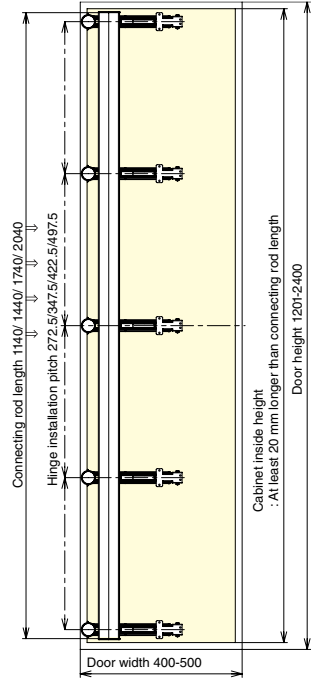 Connecting rod length 1140/ 1440/ 1740/ 2040
⇒ ⇒ ⇒ ⇒
Hinge installation pitch 272.5/347.5/422.5/497.5
Cabinet inside height
: At least 20 mm longer than connecting rod length
Door height 1201-2400
Door width 400-500